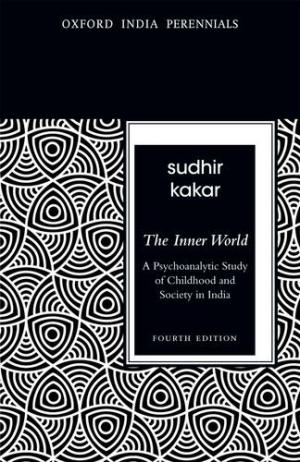 OXFORD INDIA PERENNIALS
sudhir
kakar
The Inner World
A Psychoanalytic Study
of Childhood and
Society in India
FOURTH EDITION